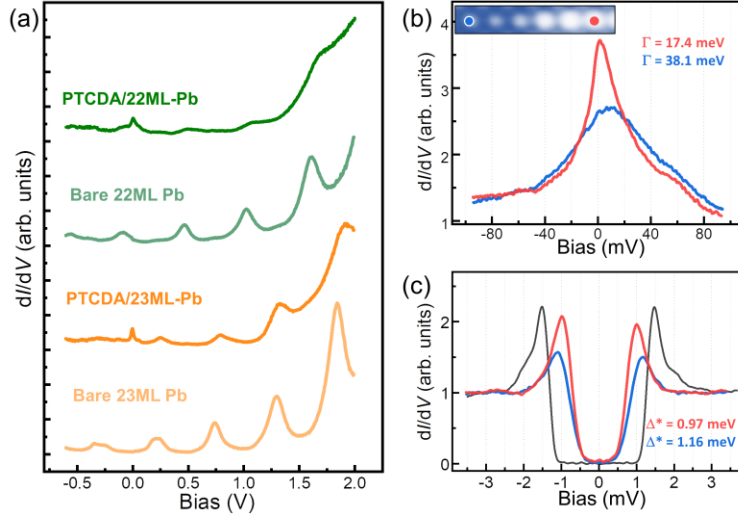 (a)
dI/dV (arb. units)
PTCDA/22ML-Pb
Bare 22ML Pb
PTCDA/23ML-Pb
Bare 23ML Pb
-0.5 0.0 0.5 1.0 1.5 2.0
Bias (V)
(b)
dI/dV (arb. units)
4
3
2
1
Γ = 17.4 meV
Γ = 38.1 meV
-80 -40 0 40 80
Bias (mV)
(c)
dI/dV (arb. units)
2
1
0
Δ* = 0.97 meV
Δ* = 1.16 meV
-3 -2 -1 0 1 2 3
Bias (mV)